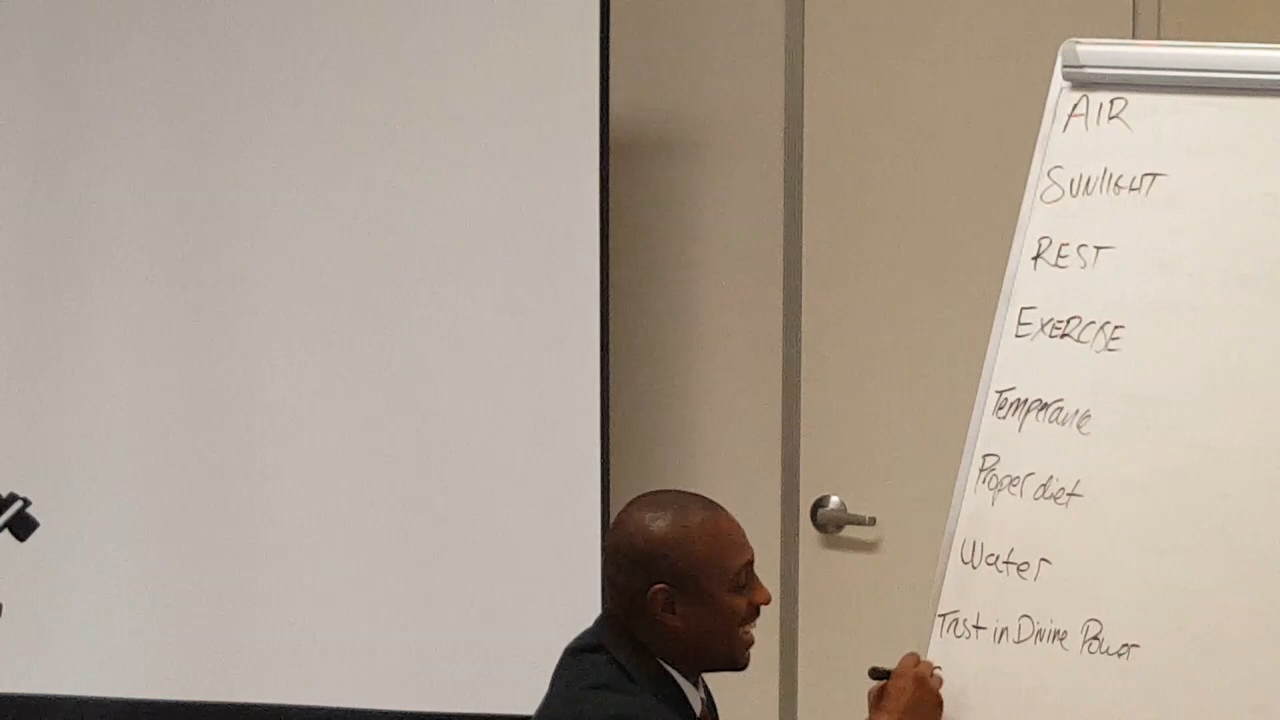 AIR
SUNlIGHT
REST
EXERCISE
Temperance
Proper diet
Water
Trust in Divine Power